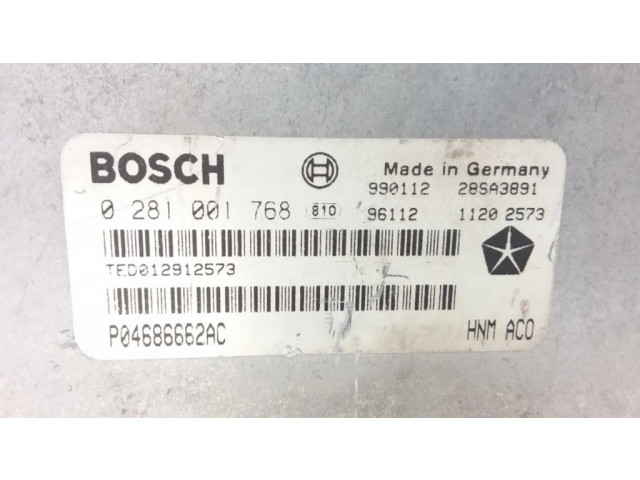 BOSCH Made in Germany
990112 28SA3891
0 281 001 768 810 96112 1120 2573
TED012912573
P04686662AC HNM ACO